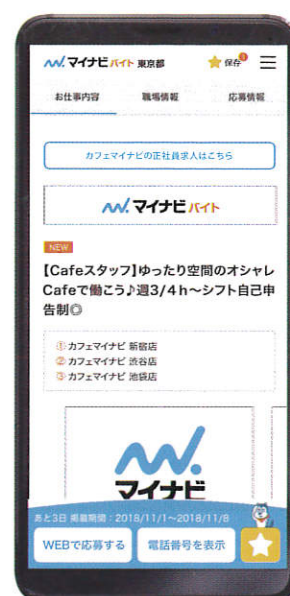 マイナビバイト 東京都
保存
お仕事内容 職場情報 応募情報
カフェマイナビの正社員求人はこちら
マイナビバイト
NEW
【Cafeスタッフ】ゆったり空間のオシャレ
Cafeで働こう♪週3/4h～シフト自己申
告制◎
① カフェマイナビ 新宿店
② カフェマイナビ 渋谷店
③ カフェマイナビ 池袋店
マイナビ
あと3日 掲載期間：2018/11/1～2018/11/8
WEBで応募する 電話番号を表示